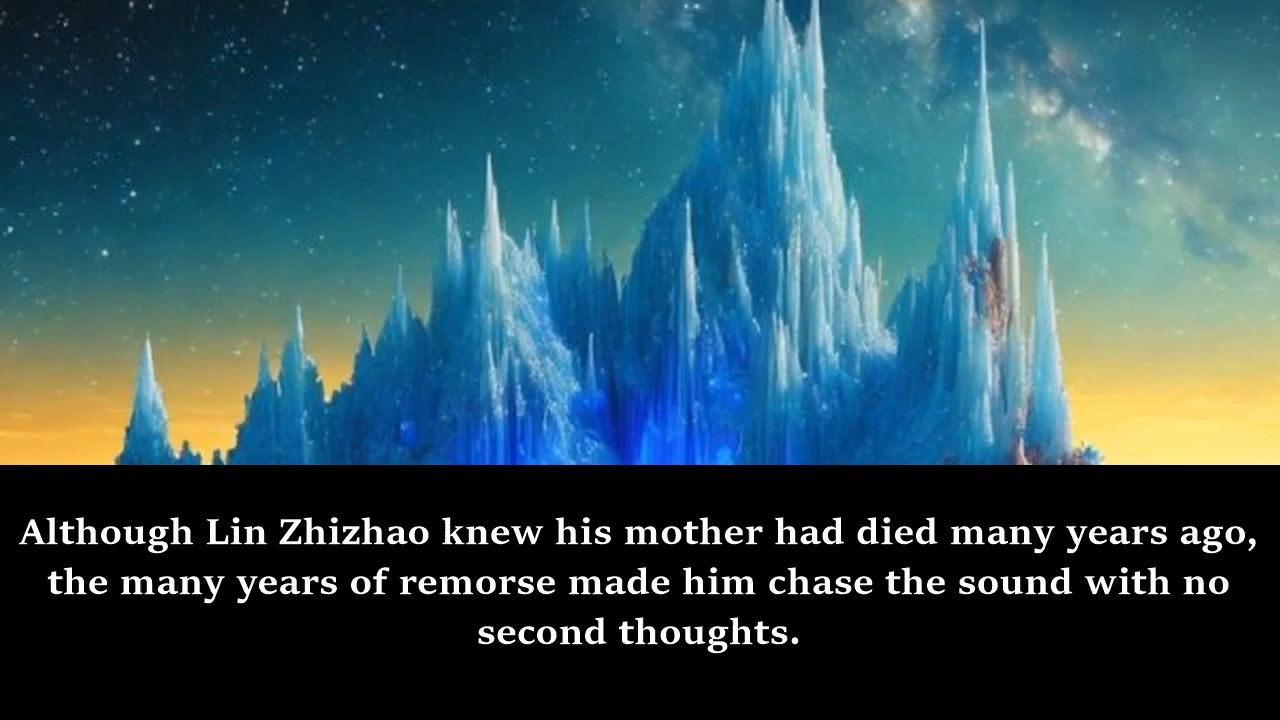 Although Lin Zhizhao knew his mother had died many years ago,
the many years of remorse made him chase the sound with no
second thoughts.